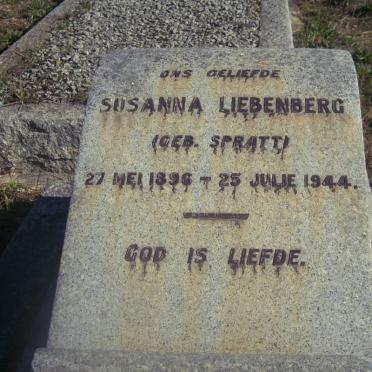 ONS GELIEFDE
SUSANNA LIEBENBERG
(GEB. SPRATT)
27 MEI 1896 - 25 JULIE 1944.
GOD IS LIEFDE.